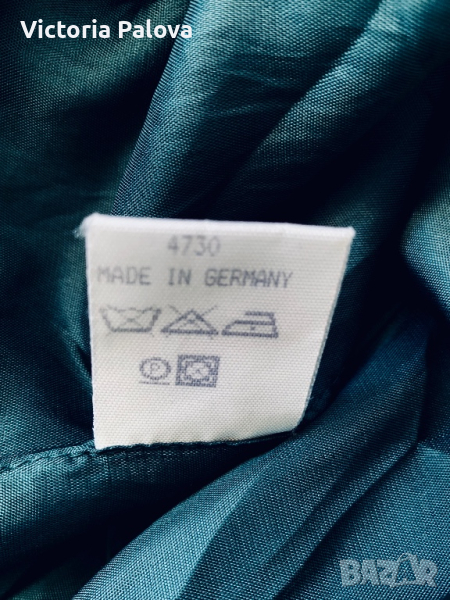 Victoria Palova
4730
MADE IN GERMANY
P
BAZAR